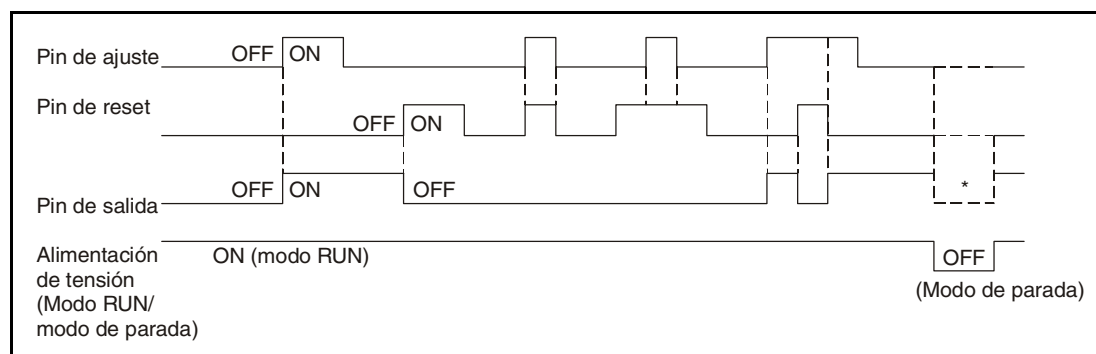 Pin de ajuste
OFF
ON
Pin de reset
OFF
ON
OFF
ON
OFF
*
Pin de salida
Alimentación
de tensión
(Modo RUN/
modo de parada)
ON (modo RUN)
OFF
(Modo de parada)